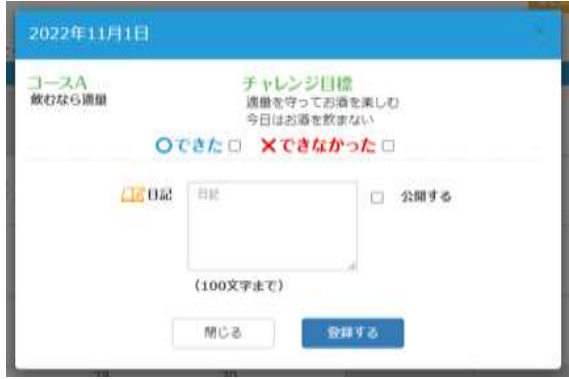 2022年11月1日
コースA
飲むなら適量
チャレンジ目標
適量を守ってお酒を楽しむ
今日はお酒を飲まない
できた
できなかった
日記
日記
公開する
(100文字まで)
閉じる
登録する